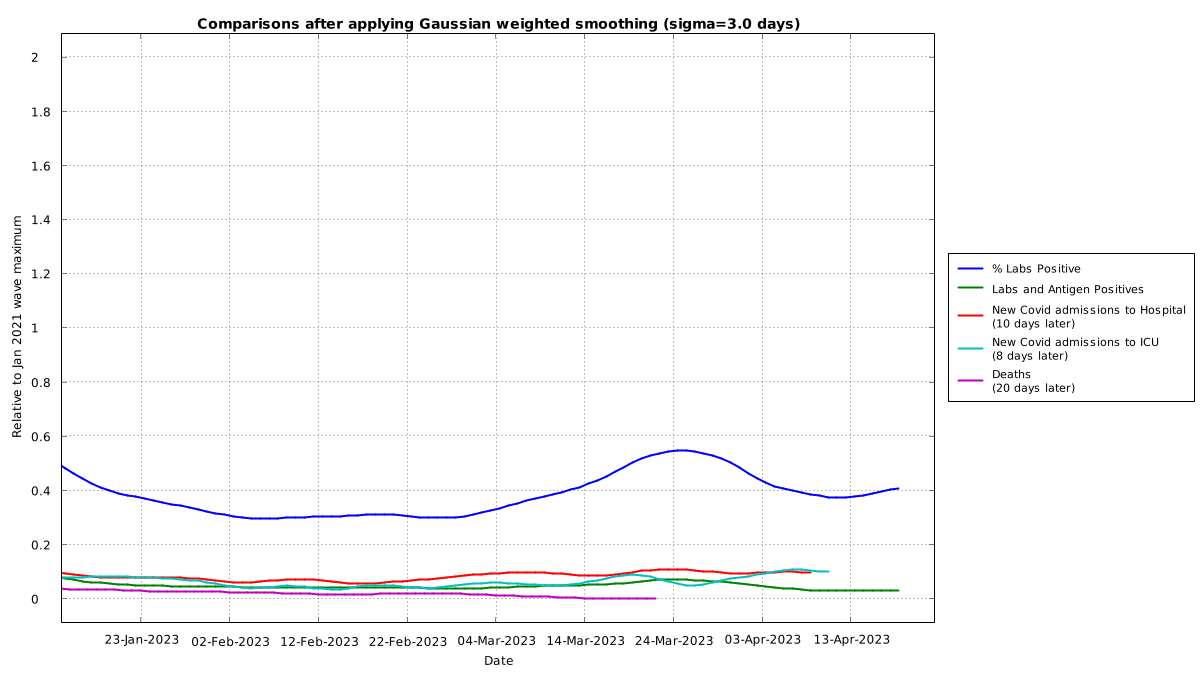 Comparisons after applying Gaussian weighted smoothing (sigma=3.0 days)
Relative to Jan 2021 wave maximum
2
1.8
1.6
1.4
1.2
1
0.8
0.6
0.4
0.2
0
23-Jan-2023
02-Feb-2023
12-Feb-2023
22-Feb-2023
04-Mar-2023
14-Mar-2023
24-Mar-2023
03-Apr-2023
13-Apr-2023
Date
% Labs Positive
Labs and Antigen Positives
New Covid admissions to Hospital
(10 days later)
New Covid admissions to ICU
(8 days later)
Deaths
(20 days later)